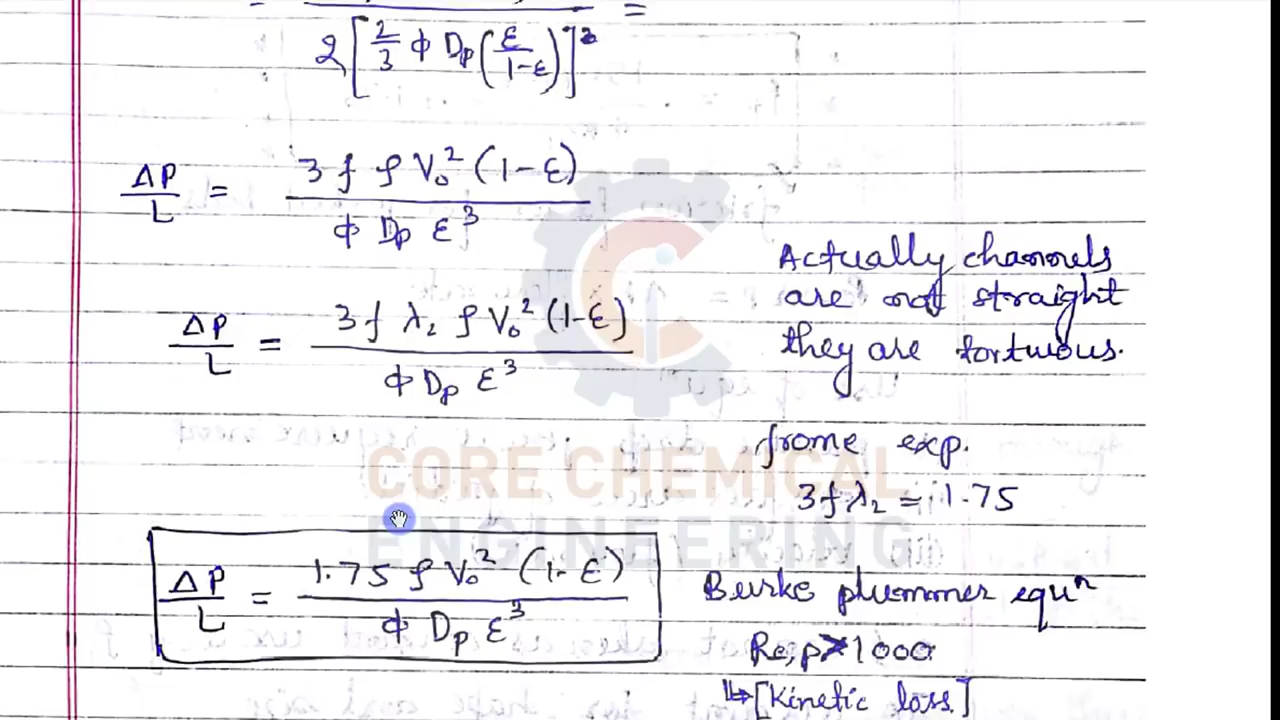 =
2 [ 2/3 ϕ Dp ( ε / 1-ε ) ]²
ΔP/L = 3 f ρ V₀² (1-ε) / ϕ Dp ε³
Actually channels
are not straight
they are tortuous.
ΔP/L = 3 f λ₂ ρ V₀² (1-ε) / ϕ Dp ε³
frome exp.
3 f λ₂ = 1.75
CORE CHEMICAL
ENGINEERING
ΔP/L = 1.75 ρ V₀² (1-ε) / ϕ Dp ε³
Burke plummer equⁿ
Re,p > 1000
↳ [Kinetic loss]